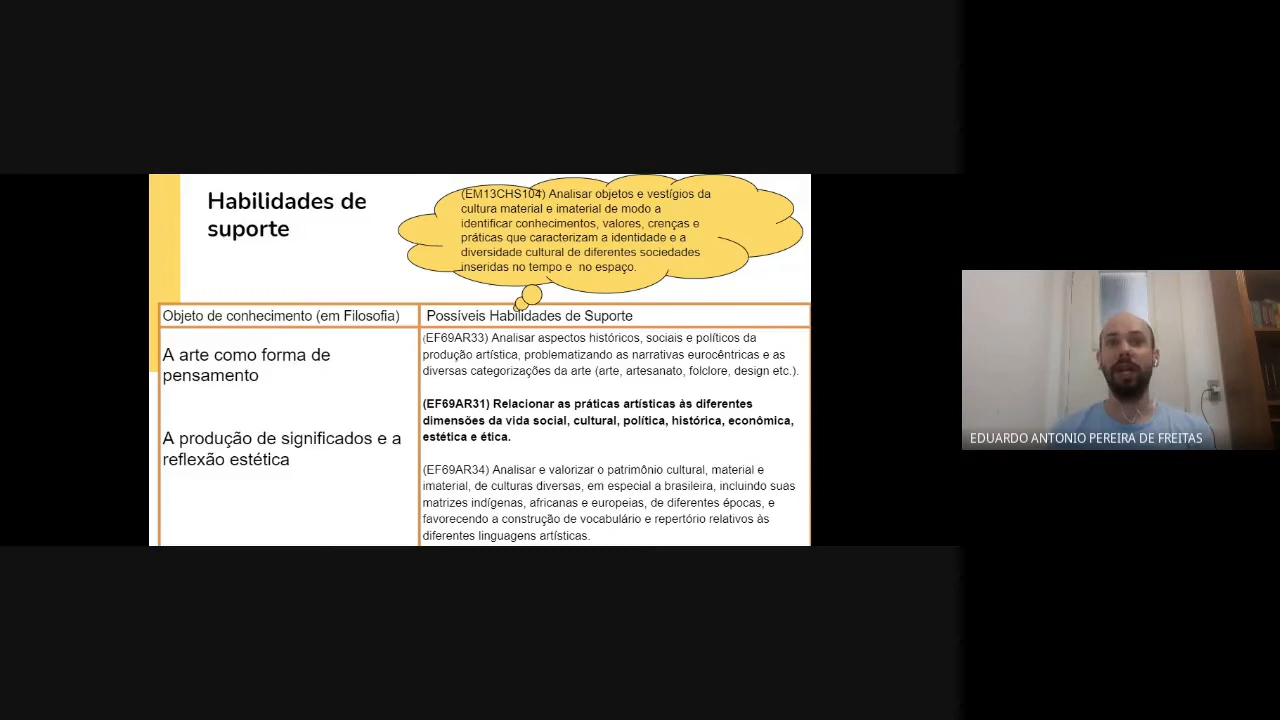 Habilidades de
suporte
(EM13CHS104) Analisar objetos e vestígios da
cultura material e imaterial de modo a
identificar conhecimentos, valores, crenças e
práticas que caracterizam a identidade e a
diversidade cultural de diferentes sociedades
inseridas no tempo e no espaço.
Objeto de conhecimento (em Filosofia)
Possíveis Habilidades de Suporte
A arte como forma de
pensamento
A produção de significados e a
reflexão estética
(EF69AR33) Analisar aspectos históricos, sociais e políticos da
produção artística, problematizando as narrativas eurocêntricas e as
diversas categorizações da arte (arte, artesanato, folclore, design etc.).
(EF69AR31) Relacionar as práticas artísticas às diferentes
dimensões da vida social, cultural, política, histórica, econômica,
estética e ética.
(EF69AR34) Analisar e valorizar o patrimônio cultural, material e
imaterial, de culturas diversas, em especial a brasileira, incluindo suas
matrizes indígenas, africanas e europeias, de diferentes épocas, e
favorecendo a construção de vocabulário e repertório relativos às
diferentes linguagens artísticas.
EDUARDO ANTONIO PEREIRA DE FREITAS